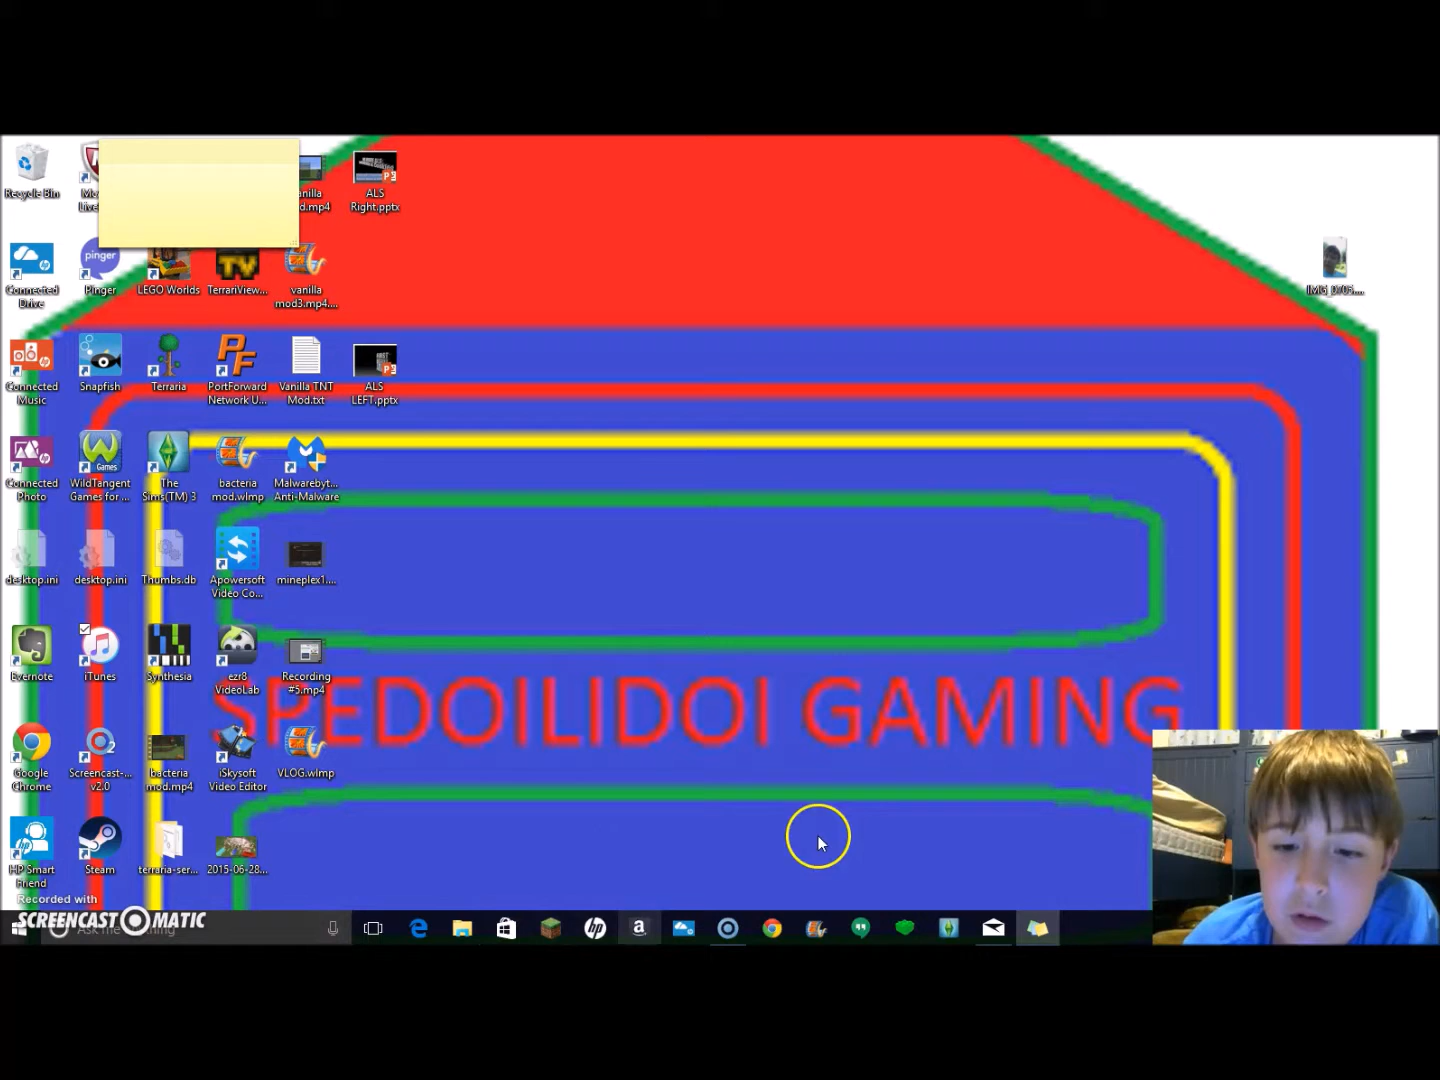 Recycle Bin
ALS
Right.pptx
Connected
Drive
pinger
Pinger
LEGO Worlds
TV
TerrariView...
vanilla
mod3.mp4....
Connected
Music
Snapfish
Terraria
PF
PortForward
Network U...
Vanilla TNT
Mod.txt
ALS
LEFT.pptx
Connected
Photo
Games
WildTangent
Games for ...
The
Sims(TM) 3
bacteria
mod.wlmp
Malwarebyt...
Anti-Malware
desktop.ini
desktop.ini
Thumbs.db
Apowersoft
Video Co...
mineplex1....
Evernote
iTunes
Synthesia
ezr8
VideoLab
Recording
#5.mp4
SPEDOILIDOI GAMING
Google
Chrome
Screencast-...
v2.0
bacteria
mod.mp4
iSkysoft
Video Editor
VLOG.wlmp
HP Smart
Friend
Steam
terraria-ser...
2015-06-28...
Recorded with
SCREENCAST-O-MATIC
hp
a